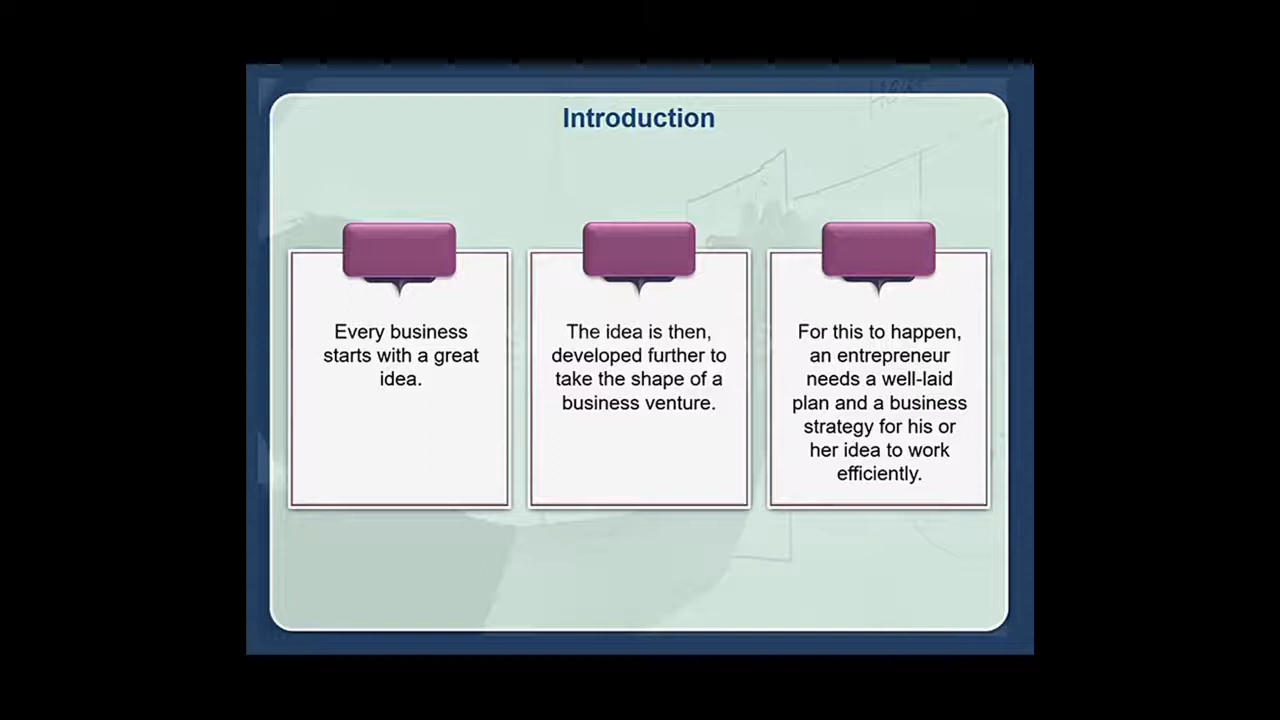 Introduction
Every business
starts with a great
idea.
The idea is then,
developed further to
take the shape of a
business venture.
For this to happen,
an entrepreneur
needs a well-laid
plan and a business
strategy for his or
her idea to work
efficiently.